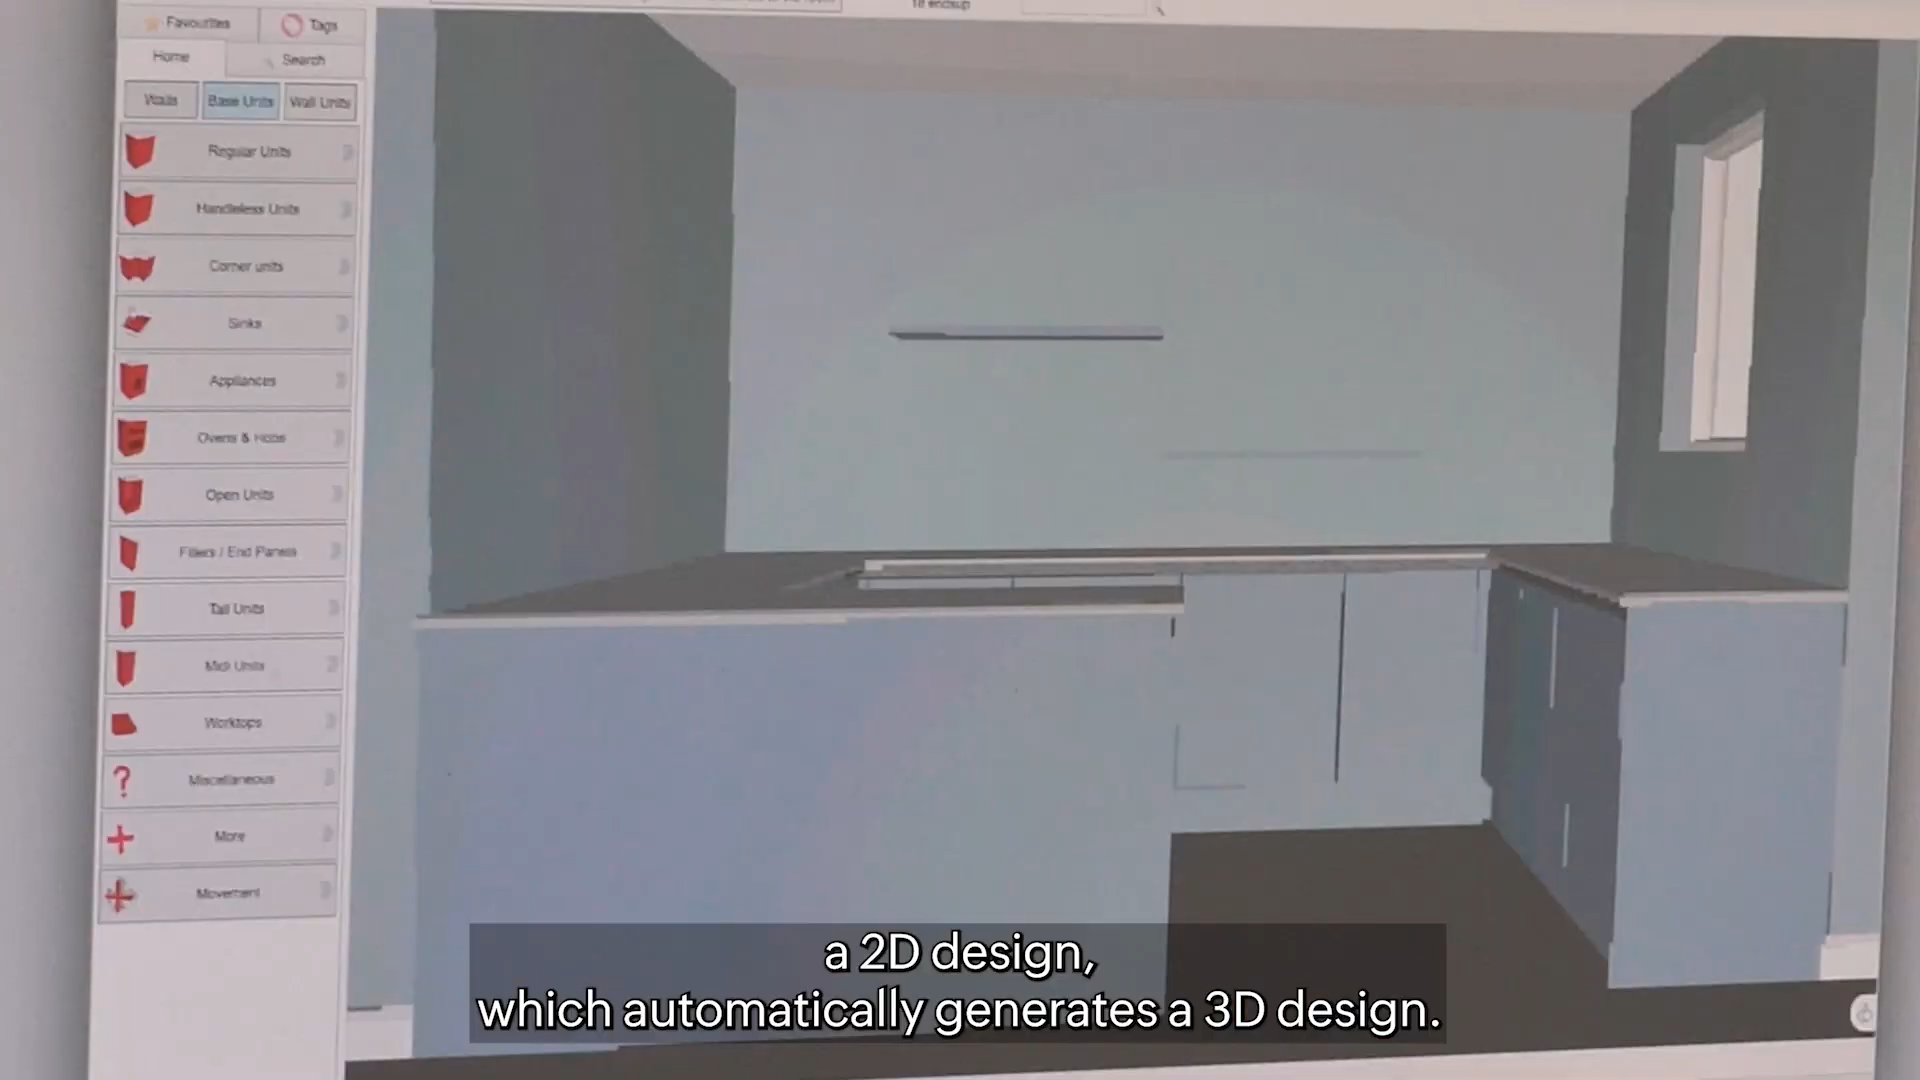 Favourites
Tags
Home
Search
Walls
Base Units
Wall Units
Regular Units
Handleless Units
Corner units
Sinks
Appliances
Ovens & Hobs
Open Units
Fillers / End Panels
Tall Units
Midi Units
Worktops
Miscellaneous
More
Movement
a 2D design,
which automatically generates a 3D design.